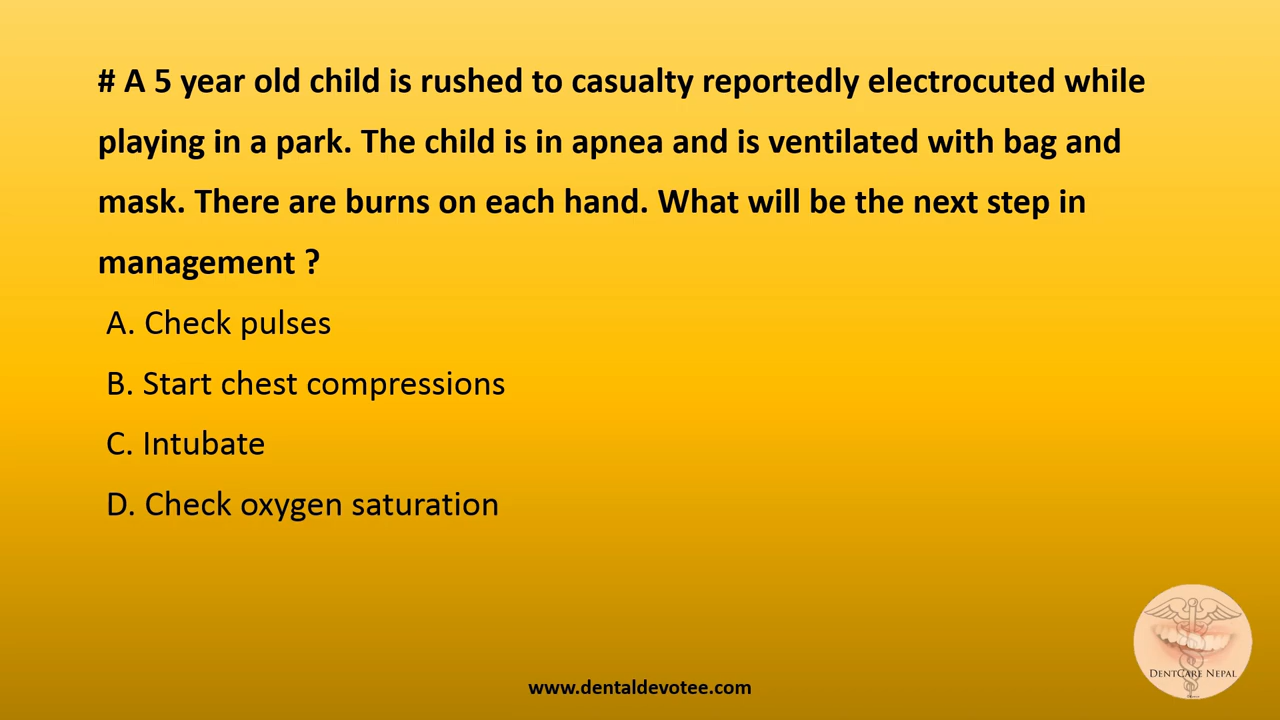 # A 5 year old child is rushed to casualty reportedly electrocuted while
playing in a park. The child is in apnea and is ventilated with bag and
mask. There are burns on each hand. What will be the next step in
management ?
A. Check pulses
B. Start chest compressions
C. Intubate
D. Check oxygen saturation
DENTCARE NEPAL
www.dentaldevotee.com